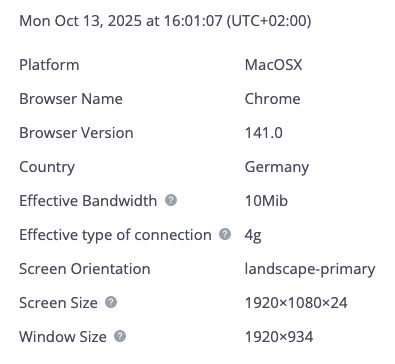 Mon Oct 13, 2025 at 16:01:07 (UTC+02:00)
Platform MacOSX
Browser Name Chrome
Browser Version 141.0
Country Germany
Effective Bandwidth ? 10Mib
Effective type of connection ? 4g
Screen Orientation landscape-primary
Screen Size ? 1920×1080×24
Window Size ? 1920×934